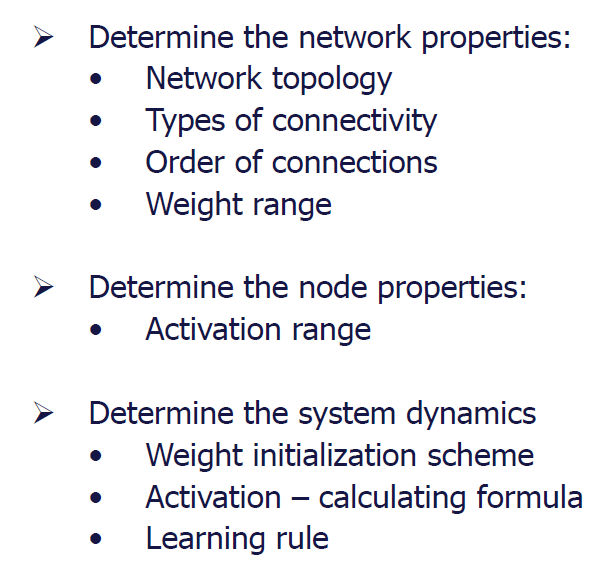 ➢ Determine the network properties:
• Network topology
• Types of connectivity
• Order of connections
• Weight range
➢ Determine the node properties:
• Activation range
➢ Determine the system dynamics
• Weight initialization scheme
• Activation – calculating formula
• Learning rule